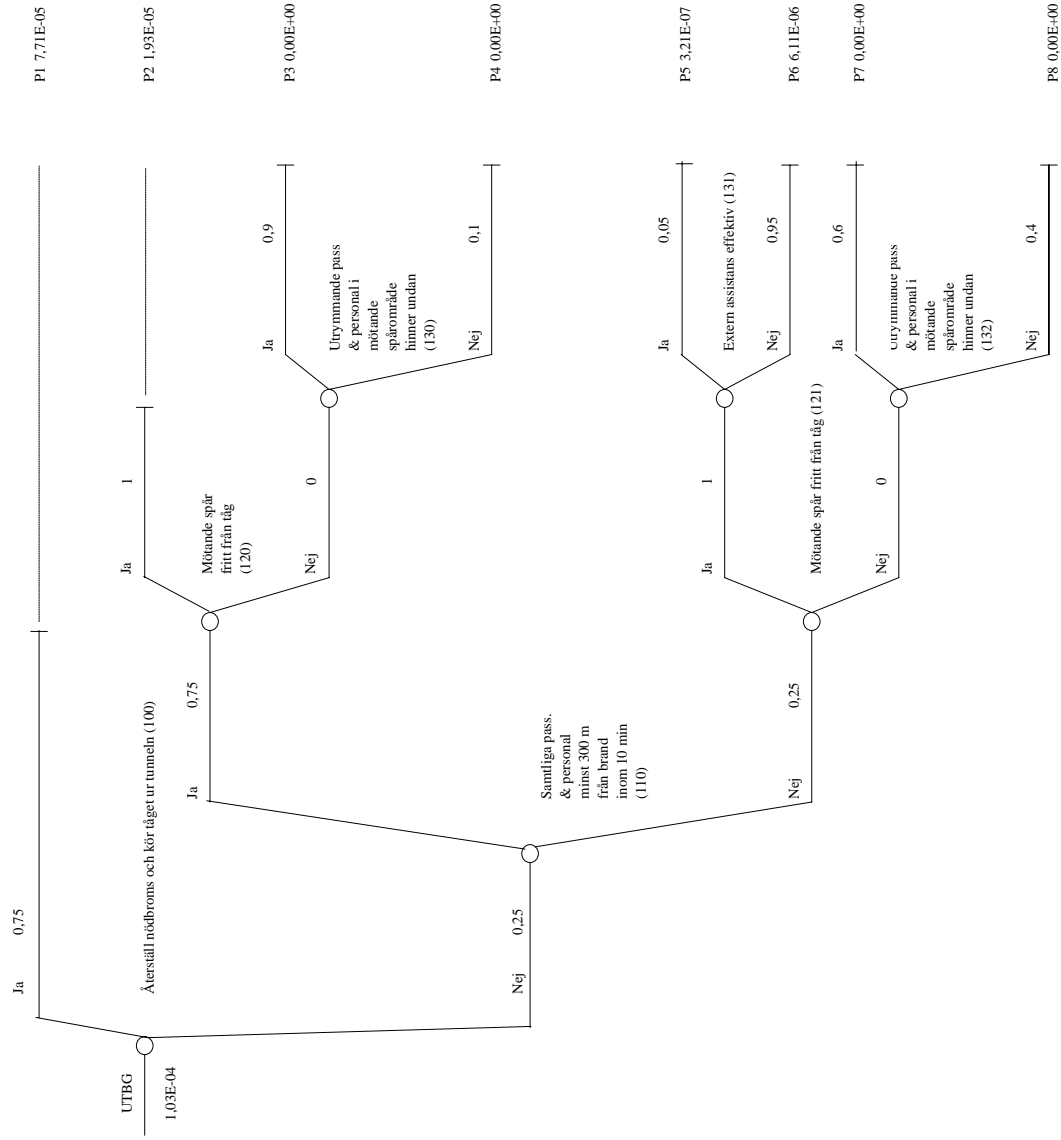 UTBG
1,03E-04
Ja
0,75
Återställ nödbroms och kör tåget ur tunneln (100)
Nej
0,25
Ja
0,75
Samtliga pass.
& personal
minst 300 m
från brand
inom 10 min
(110)
Nej
0,25
Ja
1
Mötande spår
fritt från tåg
(120)
Nej
0
Ja
1
Mötande spår fritt från tåg (121)
Nej
0
Ja
0,9
Utrymmande pass
& personal i
mötande
spårområde
hinner undan
(130)
Nej
0,1
Ja
0,05
Extern assistans effektiv (131)
Nej
0,95
Ja
0,6
Utrymmande pass
& personal i
mötande
spårområde
hinner undan
(132)
Nej
0,4
P1 7,71E-05
P2 1,93E-05
P3 0,00E+00
P4 0,00E+00
P5 3,21E-07
P6 6,11E-06
P7 0,00E+00
P8 0,00E+00